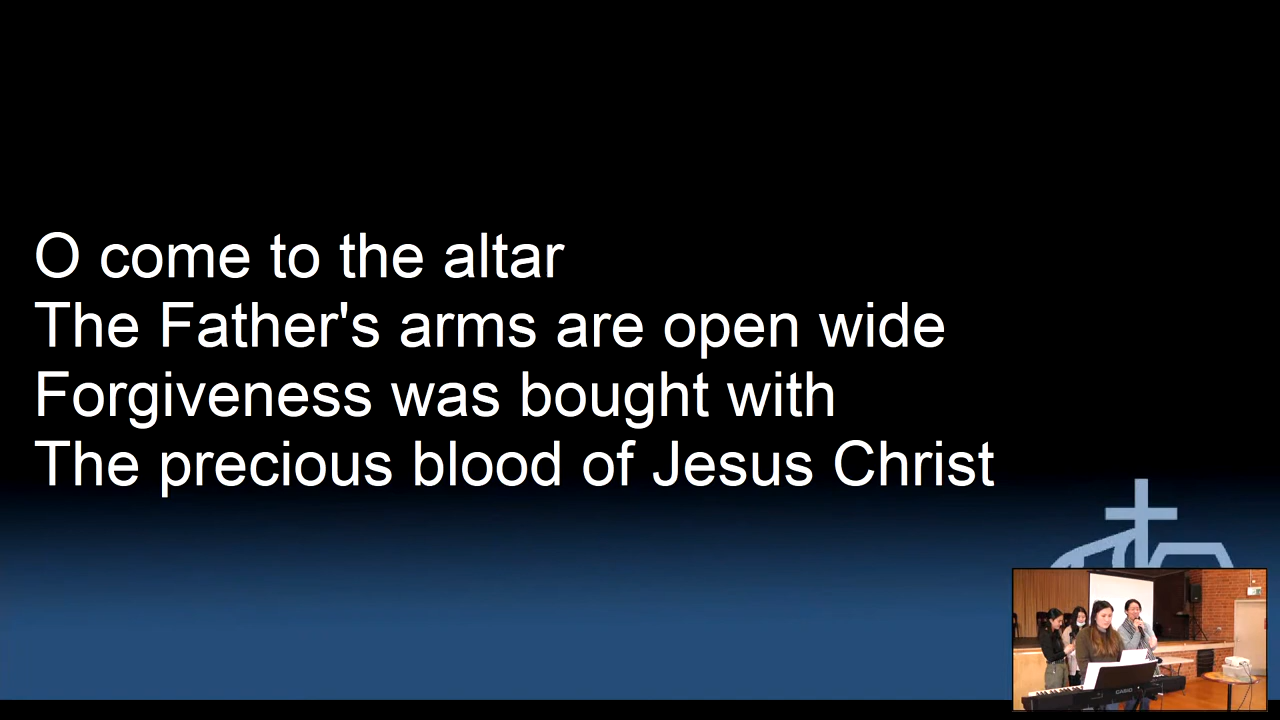 O come to the altar
The Father's arms are open wide
Forgiveness was bought with
The precious blood of Jesus Christ
CASIO